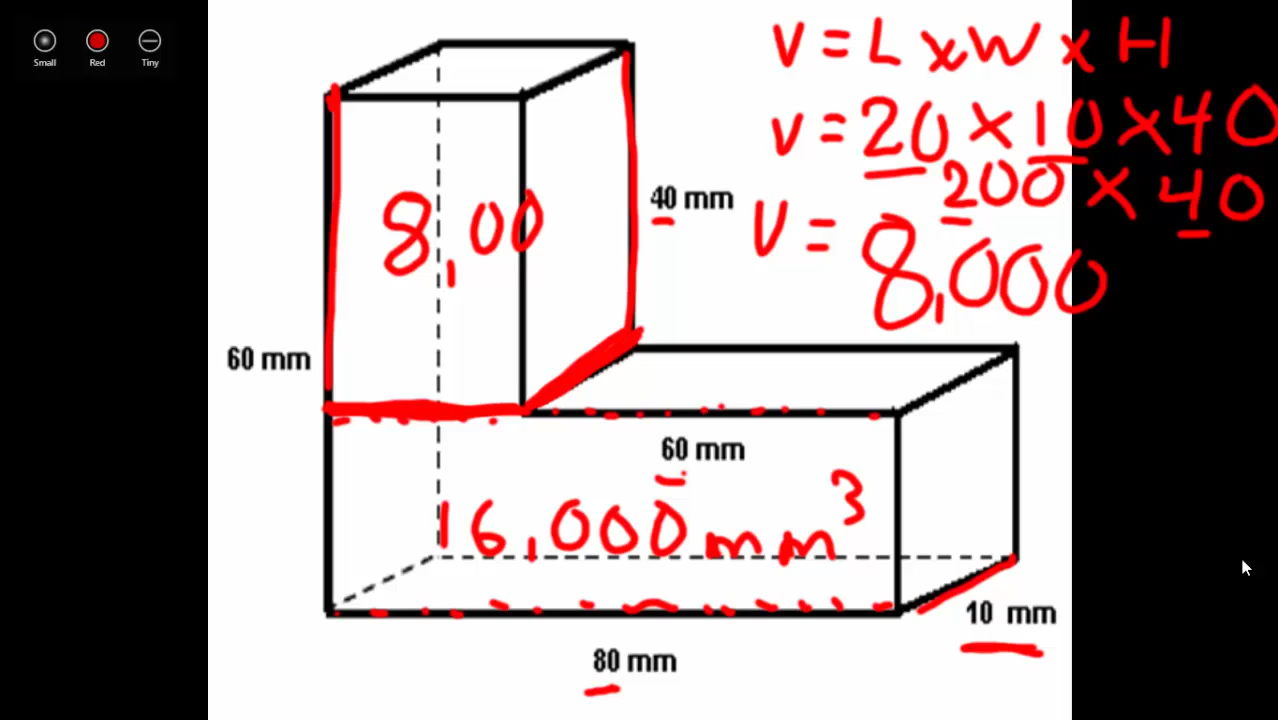 Small Red Tiny
V = L x W x H
V = 20 x 10 x 40
200 x 40
V = 8,000
40 mm
8,00
60 mm
60 mm
16,000 mm³
10 mm
80 mm